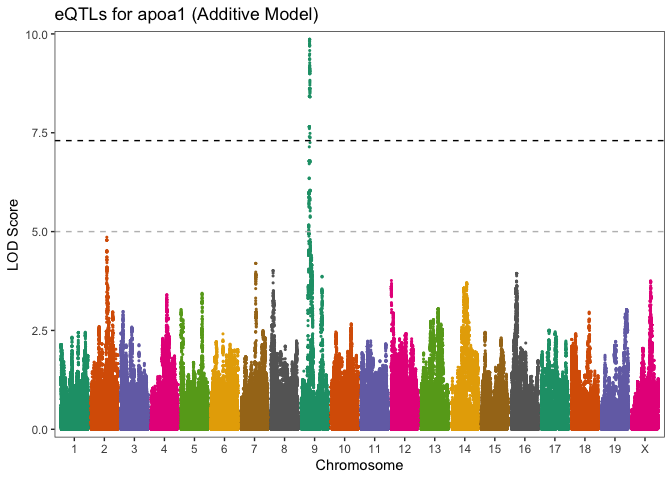 eQTLs for apoa1 (Additive Model)
10.0
7.5
5.0
2.5
0.0
LOD Score
1 2 3 4 5 6 7 8 9 10 11 12 13 14 15 16 17 18 19 X
Chromosome